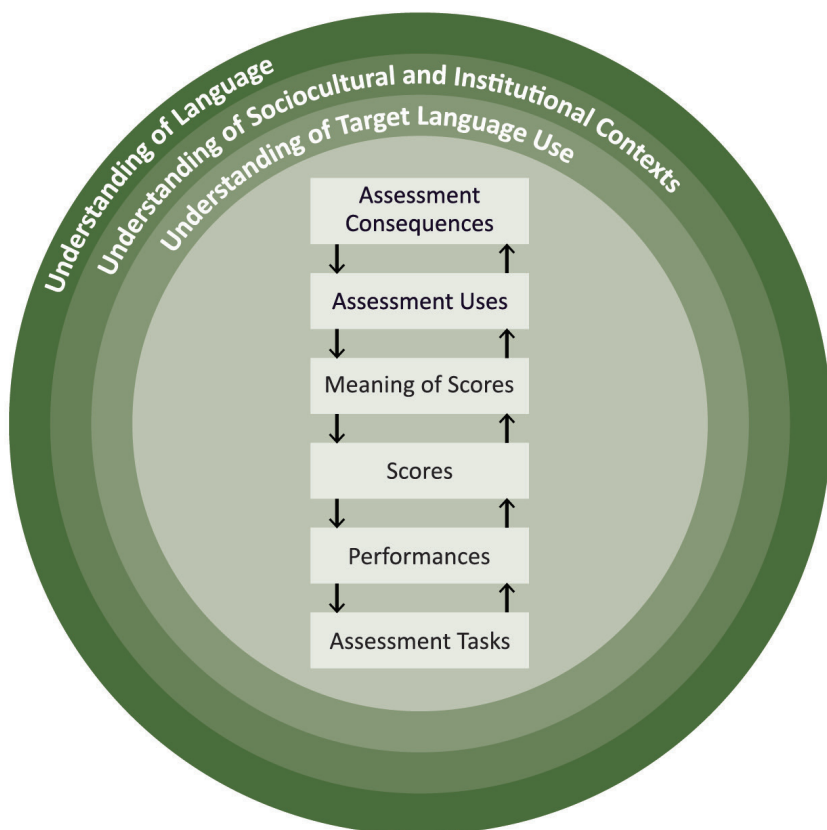 Understanding of Language
Understanding of Sociocultural and Institutional Contexts
Understanding of Target Language Use
Assessment
Consequences
Assessment Uses
Meaning of Scores
Scores
Performances
Assessment Tasks